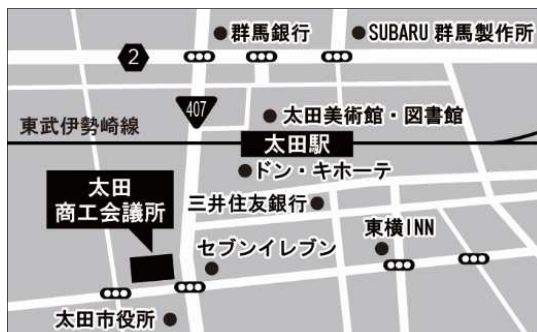 群馬銀行
SUBARU 群馬製作所
2
407
太田美術館・図書館
東武伊勢崎線
太田駅
ドン・キホーテ
太田
商工会議所
三井住友銀行
東横INN
セブンイレブン
太田市役所